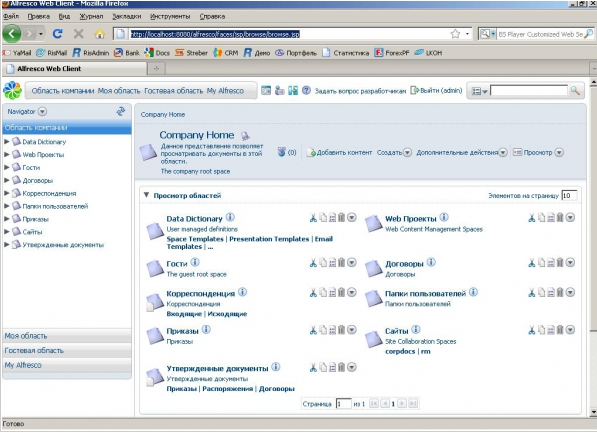 Alfresco Web Client - Mozilla Firefox
Файл Правка Вид Журнал Закладки Инструменты Справка
http://localhost:8080/alfresco/faces/jsp/browse/browse.jsp
BS Player Customized Web Se
YaMail RisMail RisAdmin Bank Docs Streber CRM Демо Портфель Статистика ForexPF UKOH
Alfresco Web Client
Область компании Моя область Гостевая область My Alfresco
Задать вопрос разработчикам Выйти (admin)
Navigator
Область компании
Data Dictionary
Web Проекты
Гости
Договоры
Корреспонденция
Папки пользователей
Приказы
Сайты
Утвержденные документы
Моя область
Гостевая область
My Alfresco
Company Home
Company Home
Данное представление позволяет
просматривать документы в этой
области.
The company root space
(0)
Добавить контент Создать Дополнительные действия Просмотр
Просмотр областей
Элементов на страницу 10
Data Dictionary
User managed definitions
Space Templates | Presentation Templates | Email
Templates | ...
Web Проекты
Web Content Management Spaces
Гости
The guest root space
Договоры
Договоры
Корреспонденция
Корреспонденция
Входящие | Исходящие
Папки пользователей
Папки пользователей
Приказы
Приказы
Сайты
Site Collaboration Spaces
corpdocs | rm
Утвержденные документы
Утвержденные документы
Приказы | Распоряжения | Договоры
Страница 1 из 1 1
Готово